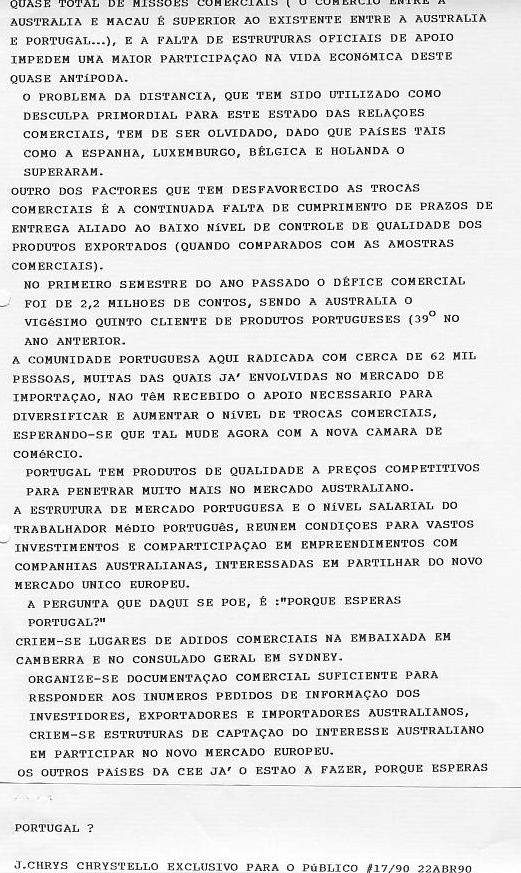 QUASE TOTAL DE MISSOES COMERCIAIS ( O COMERCIO ENTRE A
AUSTRALIA E MACAU É SUPERIOR AO EXISTENTE ENTRE A AUSTRALIA
E PORTUGAL...), E A FALTA DE ESTRUTURAS OFICIAIS DE APOIO
IMPEDEM UMA MAIOR PARTICIPAÇAO NA VIDA ECONÓMICA DESTE
QUASE ANTÍPODA.
O PROBLEMA DA DISTANCIA, QUE TEM SIDO UTILIZADO COMO
DESCULPA PRIMORDIAL PARA ESTE ESTADO DAS RELAÇOES
COMERCIAIS, TEM DE SER OLVIDADO, DADO QUE PAÍSES TAIS
COMO A ESPANHA, LUXEMBURGO, BÉLGICA E HOLANDA O
SUPERARAM.
OUTRO DOS FACTORES QUE TEM DESFAVORECIDO AS TROCAS
COMERCIAIS É A CONTINUADA FALTA DE CUMPRIMENTO DE PRAZOS DE
ENTREGA ALIADO AO BAIXO NíVEL DE CONTROLE DE QUALIDADE DOS
PRODUTOS EXPORTADOS (QUANDO COMPARADOS COM AS AMOSTRAS
COMERCIAIS).
NO PRIMEIRO SEMESTRE DO ANO PASSADO O DÉFICE COMERCIAL
FOI DE 2,2 MILHOES DE CONTOS, SENDO A AUSTRALIA O
VIGéSIMO QUINTO CLIENTE DE PRODUTOS PORTUGUESES (39º NO
ANO ANTERIOR.
A COMUNIDADE PORTUGUESA AQUI RADICADA COM CERCA DE 62 MIL
PESSOAS, MUITAS DAS QUAIS JA' ENVOLVIDAS NO MERCADO DE
IMPORTAÇAO, NAO TêM RECEBIDO O APOIO NECESSARIO PARA
DIVERSIFICAR E AUMENTAR O NíVEL DE TROCAS COMERCIAIS,
ESPERANDO-SE QUE TAL MUDE AGORA COM A NOVA CAMARA DE
COMéRCIO.
PORTUGAL TEM PRODUTOS DE QUALIDADE A PREÇOS COMPETITIVOS
PARA PENETRAR MUITO MAIS NO MERCADO AUSTRALIANO.
A ESTRUTURA DE MERCADO PORTUGUESA E O NíVEL SALARIAL DO
TRABALHADOR MéDIO PORTUGUêS, REUNEM CONDIÇOES PARA VASTOS
INVESTIMENTOS E COMPARTICIPAÇAO EM EMPREENDIMENTOS COM
COMPANHIAS AUSTRALIANAS, INTERESSADAS EM PARTILHAR DO NOVO
MERCADO UNICO EUROPEU.
A PERGUNTA QUE DAQUI SE POE, É :"PORQUE ESPERAS
PORTUGAL?"
CRIEM-SE LUGARES DE ADIDOS COMERCIAIS NA EMBAIXADA EM
CAMBERRA E NO CONSULADO GERAL EM SYDNEY.
ORGANIZE-SE DOCUMENTAÇAO COMERCIAL SUFICIENTE PARA
RESPONDER AOS INUMEROS PEDIDOS DE INFORMAÇAO DOS
INVESTIDORES, EXPORTADORES E IMPORTADORES AUSTRALIANOS,
CRIEM-SE ESTRUTURAS DE CAPTAÇAO DO INTERESSE AUSTRALIANO
EM PARTICIPAR NO NOVO MERCADO EUROPEU.
OS OUTROS PAíSES DA CEE JA' O ESTAO A FAZER, PORQUE ESPERAS
PORTUGAL ?
J.CHRYS CHRYSTELLO EXCLUSIVO PARA O PúBLICO #17/90 22ABR90